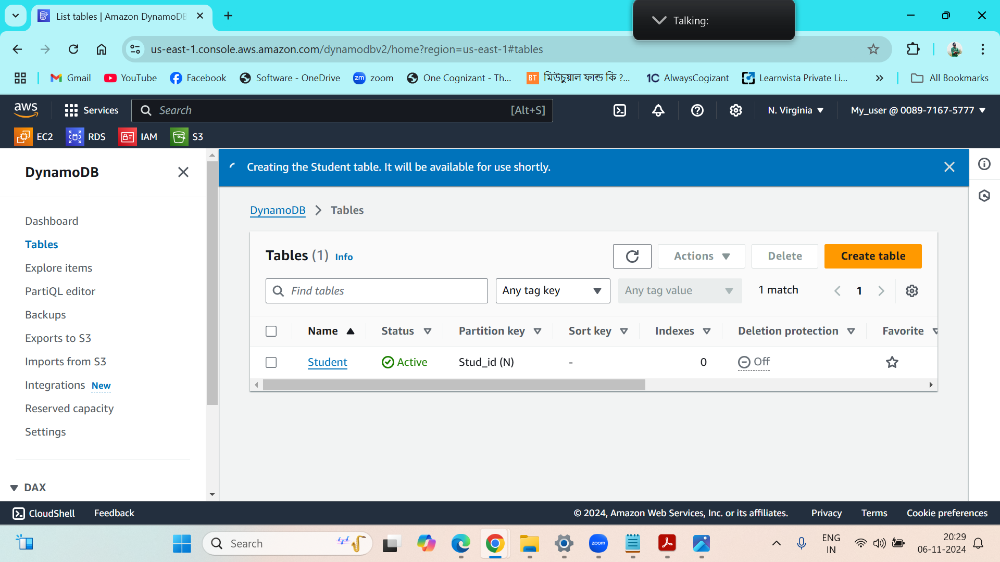 List tables | Amazon DynamoDB
Talking:
us-east-1.console.aws.amazon.com/dynamodbv2/home?region=us-east-1#tables
Gmail YouTube Facebook Software - OneDrive zm zoom One Cognizant - Th... BT মিউচুয়াল ফান্ড কি ?... 1C AlwaysCogizant Learnvista Private Li... » All Bookmarks
aws Services Search [Alt+S] N. Virginia ▼ My_user @ 0089-7167-5777 ▼
EC2 RDS IAM S3
DynamoDB
Dashboard
Tables
Explore items
PartiQL editor
Backups
Exports to S3
Imports from S3
Integrations New
Reserved capacity
Settings
DAX
Creating the Student table. It will be available for use shortly.
DynamoDB > Tables
Tables (1) Info Actions Delete Create table
Find tables Any tag key Any tag value 1 match 1
Name Status Partition key Sort key Indexes Deletion protection Favorite
Student Active Stud_id (N) - 0 Off
CloudShell Feedback © 2024, Amazon Web Services, Inc. or its affiliates. Privacy Terms Cookie preferences
Search zoom ENG 20:29
IN 06-11-2024